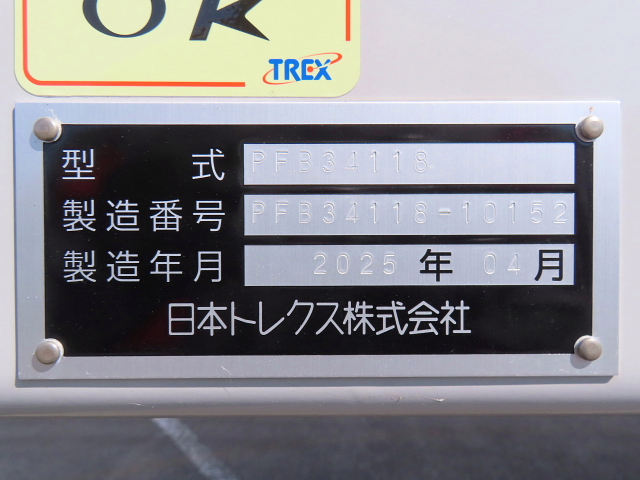 OK
TREX
型 式 PFB34118
製造番号 PFB34118-10152
製造年月 2025 年 04 月
日本トレクス株式会社